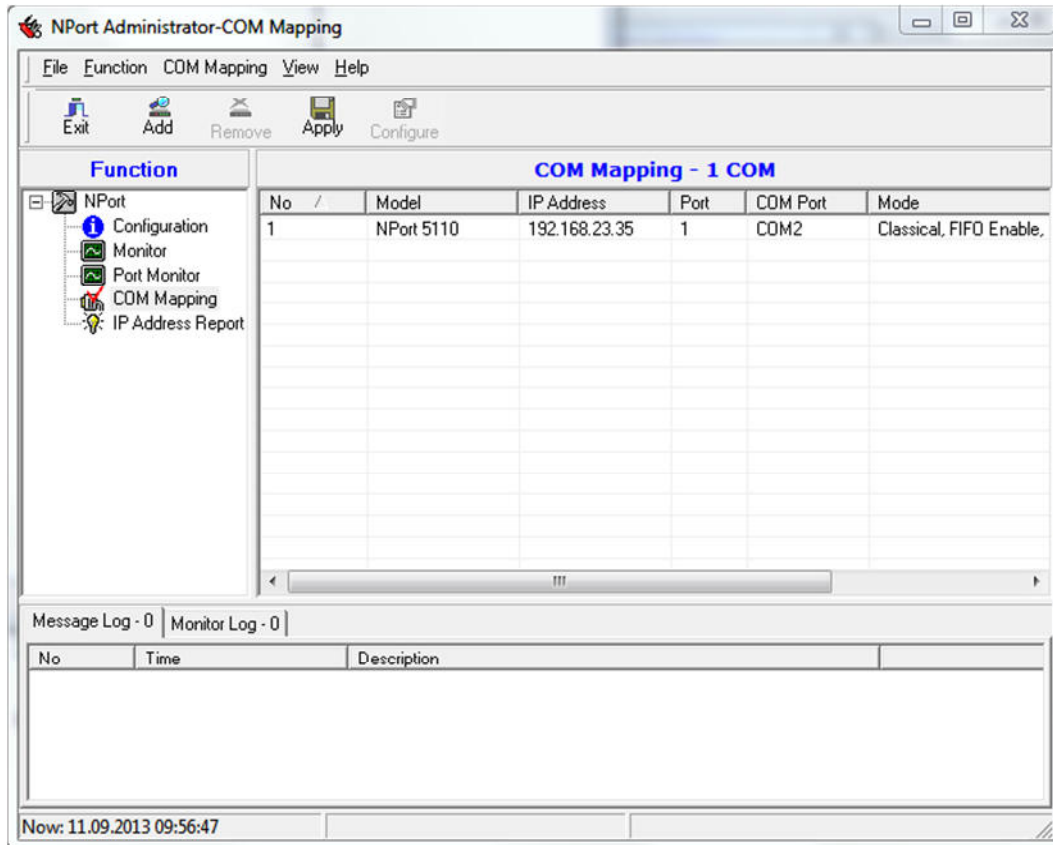 NPort Administrator-COM Mapping
File Function COM Mapping View Help
Exit Add Remove Apply Configure
Function
NPort
Configuration
Monitor
Port Monitor
COM Mapping
IP Address Report
COM Mapping - 1 COM
No Model IP Address Port COM Port Mode
1 NPort 5110 192.168.23.35 1 COM2 Classical, FIFO Enable,
Message Log - 0 Monitor Log - 0
No Time Description
Now: 11.09.2013 09:56:47